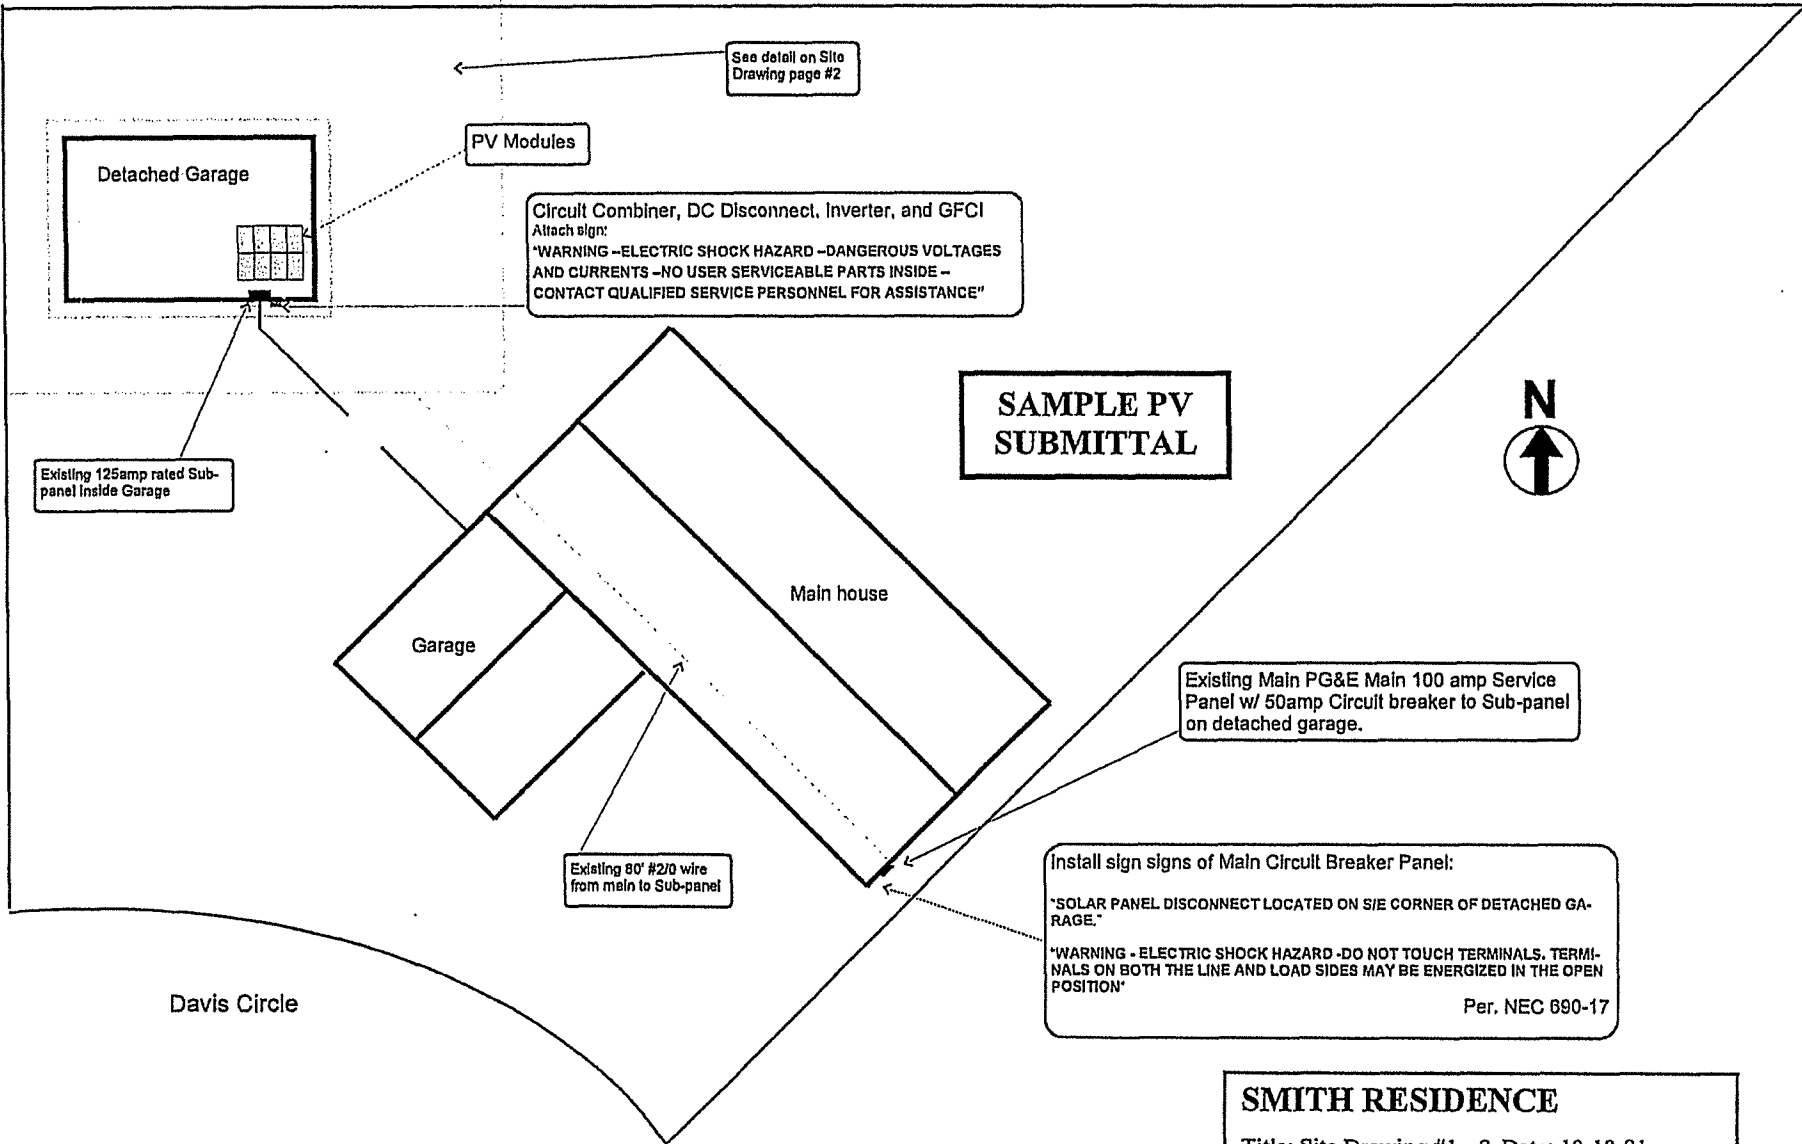 See detail on Site
Drawing page #2
PV Modules
Detached Garage
Circuit Combiner, DC Disconnect, Inverter, and GFCI
Attach sign:
"WARNING –ELECTRIC SHOCK HAZARD –DANGEROUS VOLTAGES
AND CURRENTS –NO USER SERVICEABLE PARTS INSIDE –
CONTACT QUALIFIED SERVICE PERSONNEL FOR ASSISTANCE"
SAMPLE PV
SUBMITTAL
N
Existing 125amp rated Sub-
panel Inside Garage
Main house
Garage
Existing Main PG&E Main 100 amp Service
Panel w/ 50amp Circuit breaker to Sub-panel
on detached garage.
Existing 80' #2/0 wire
from main to Sub-panel
Install sign signs of Main Circuit Breaker Panel:
"SOLAR PANEL DISCONNECT LOCATED ON S/E CORNER OF DETACHED GA-
RAGE."
"WARNING - ELECTRIC SHOCK HAZARD -DO NOT TOUCH TERMINALS. TERMI-
NALS ON BOTH THE LINE AND LOAD SIDES MAY BE ENERGIZED IN THE OPEN
POSITION"
Per. NEC 690-17
Davis Circle
SMITH RESIDENCE
Title: Site Drawing #1